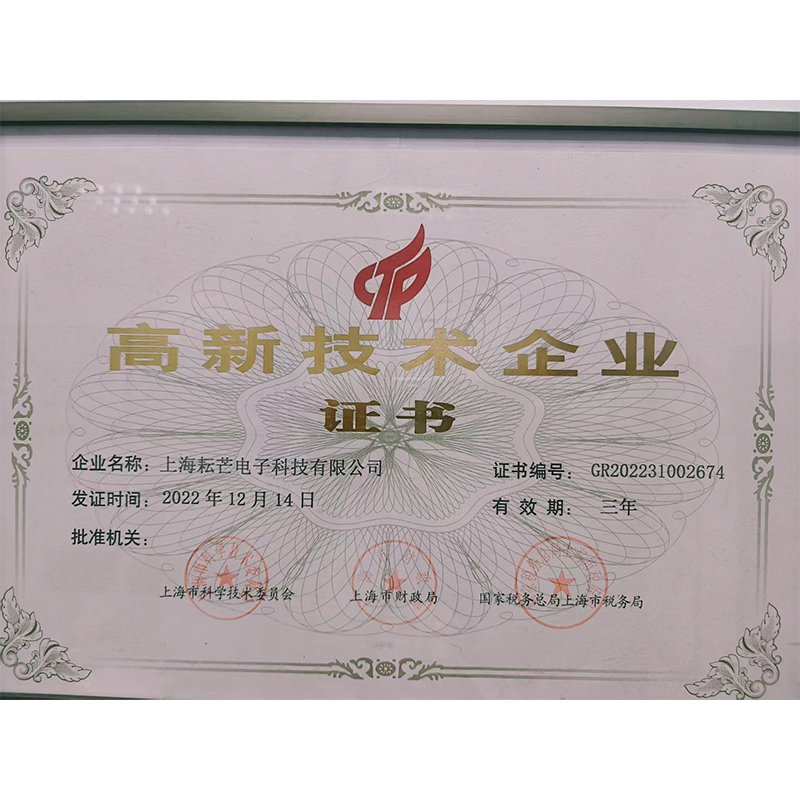 高新技术企业
证书
企业名称：上海耘芒电子科技有限公司
证书编号：GR202231002674
发证时间：2022年12月14日
有效期：三年
批准机关：
上海市科学技术委员会
上海市财政局
国家税务总局上海市税务局